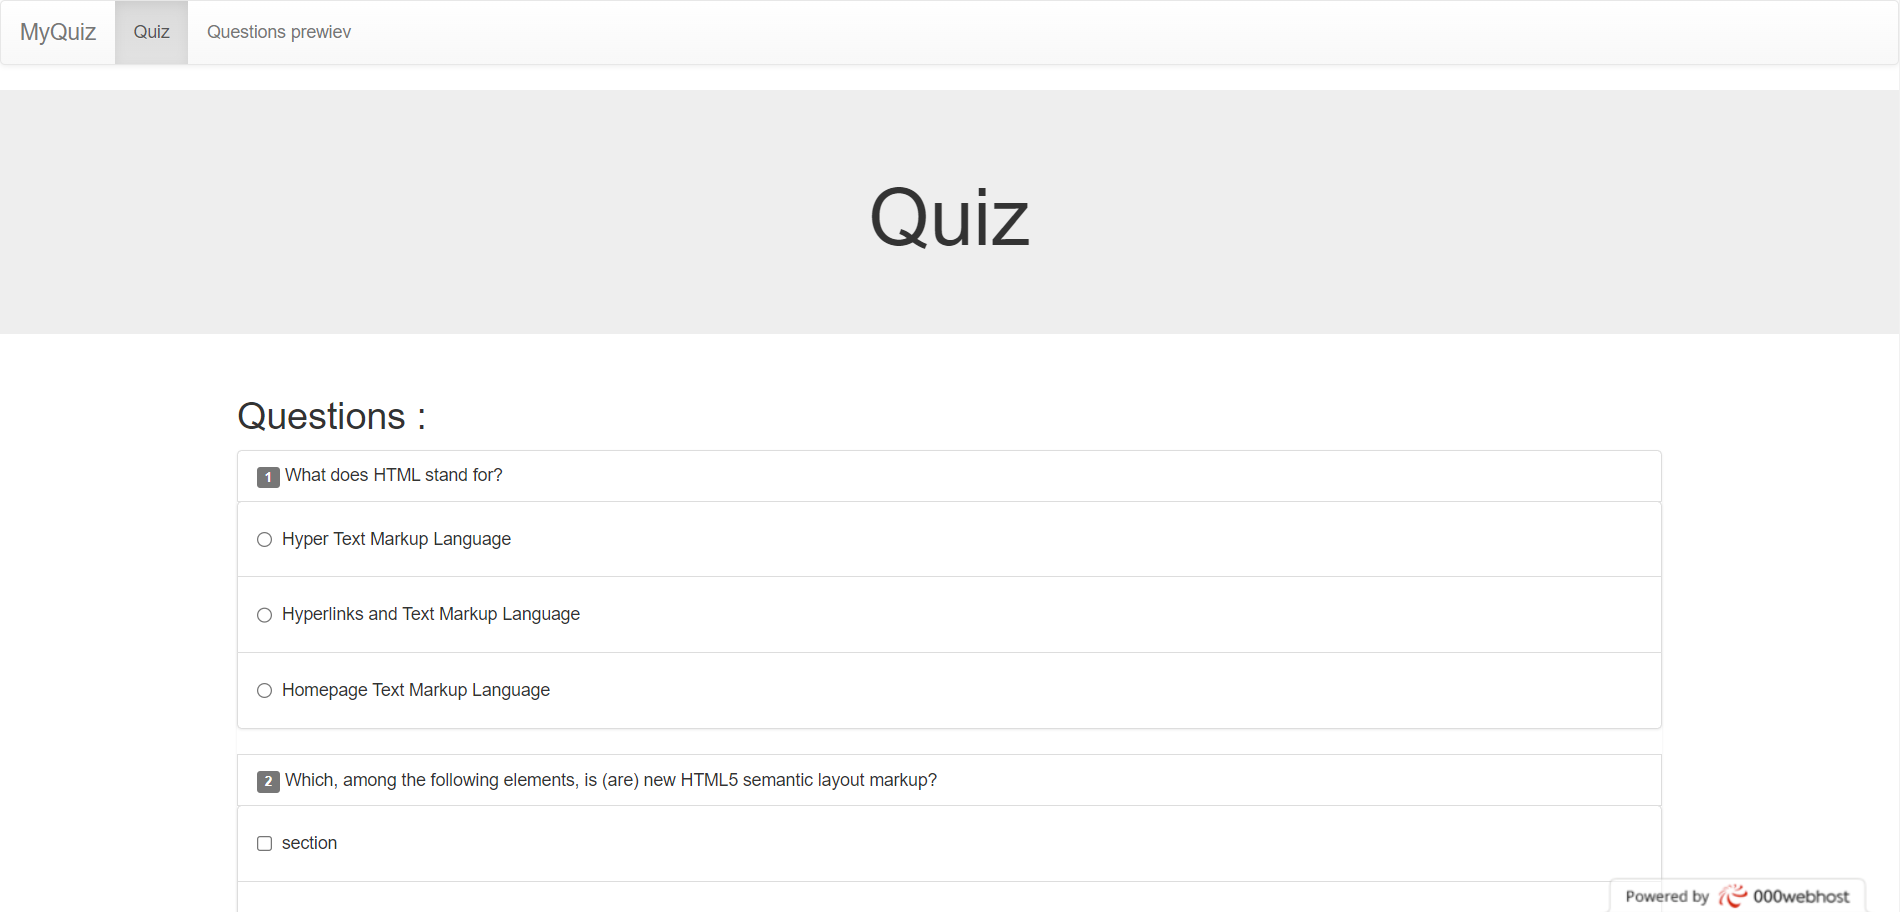 MyQuiz Quiz Questions prewiev
Quiz
Questions :
1 What does HTML stand for?
Hyper Text Markup Language
Hyperlinks and Text Markup Language
Homepage Text Markup Language
2 Which, among the following elements, is (are) new HTML5 semantic layout markup?
section
Powered by 000webhost